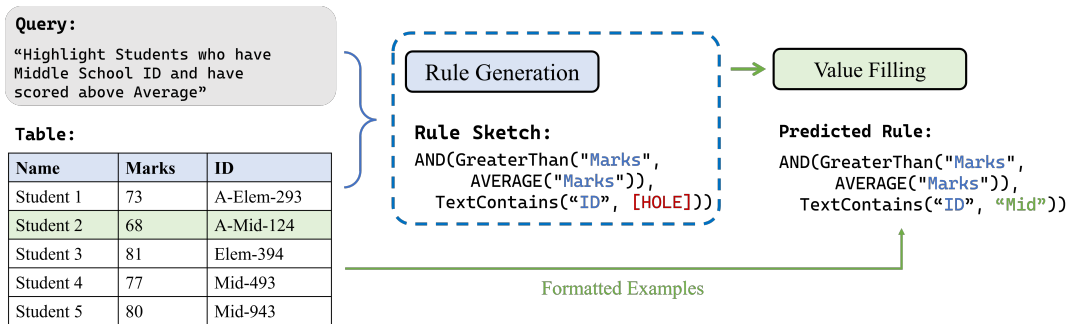 Query:
“Highlight Students who have
Middle School ID and have
scored above Average”
Table:
Name Marks ID
Student 1 73 A-Elem-293
Student 2 68 A-Mid-124
Student 3 81 Elem-394
Student 4 77 Mid-493
Student 5 80 Mid-943
Rule Generation
Rule Sketch:
AND(GreaterThan("Marks",
AVERAGE("Marks")),
TextContains(“ID”, [HOLE]))
Value Filling
Predicted Rule:
AND(GreaterThan("Marks",
AVERAGE("Marks")),
TextContains(“ID”, “Mid”))
Formatted Examples